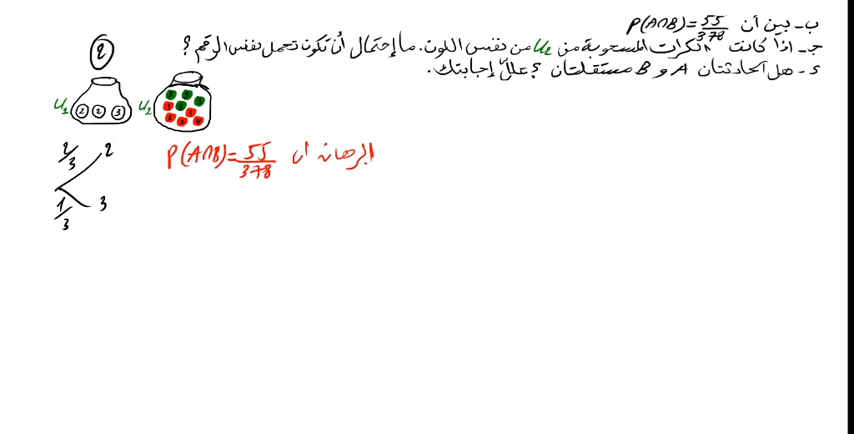 ب - بين أن P(A∩B) = 55/378
جـ - اذا كانت الكرات المسحوبة من U₂ من نفس اللون. ما إحتمال أن تكون تحمل نفس الرقم ؟
د - هل الحادثتان A و B مستقلتان ؟ علل إجابتك.
2
U₁ 2 2 3 U₂
البرهان أن P(A∩B) = 55/378
2/3 2
1/3 3